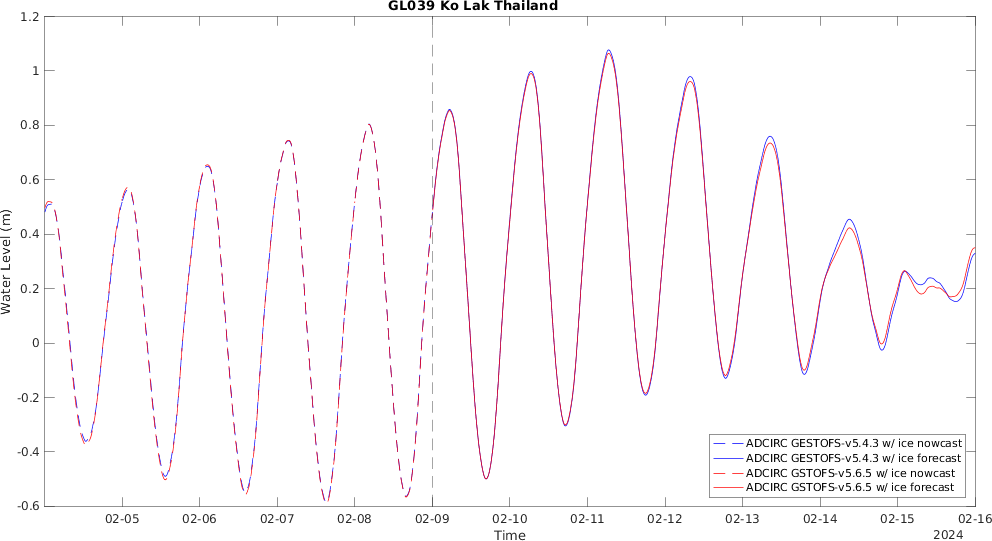 GL039 Ko Lak Thailand
1.2
1
0.8
0.6
0.4
0.2
0
-0.2
-0.4
-0.6
Water Level (m)
ADCIRC GESTOFS-v5.4.3 w/ ice nowcast
ADCIRC GESTOFS-v5.4.3 w/ ice forecast
ADCIRC GSTOFS-v5.6.5 w/ ice nowcast
ADCIRC GSTOFS-v5.6.5 w/ ice forecast
02-05 02-06 02-07 02-08 02-09 02-10 02-11 02-12 02-13 02-14 02-15 02-16
Time
2024